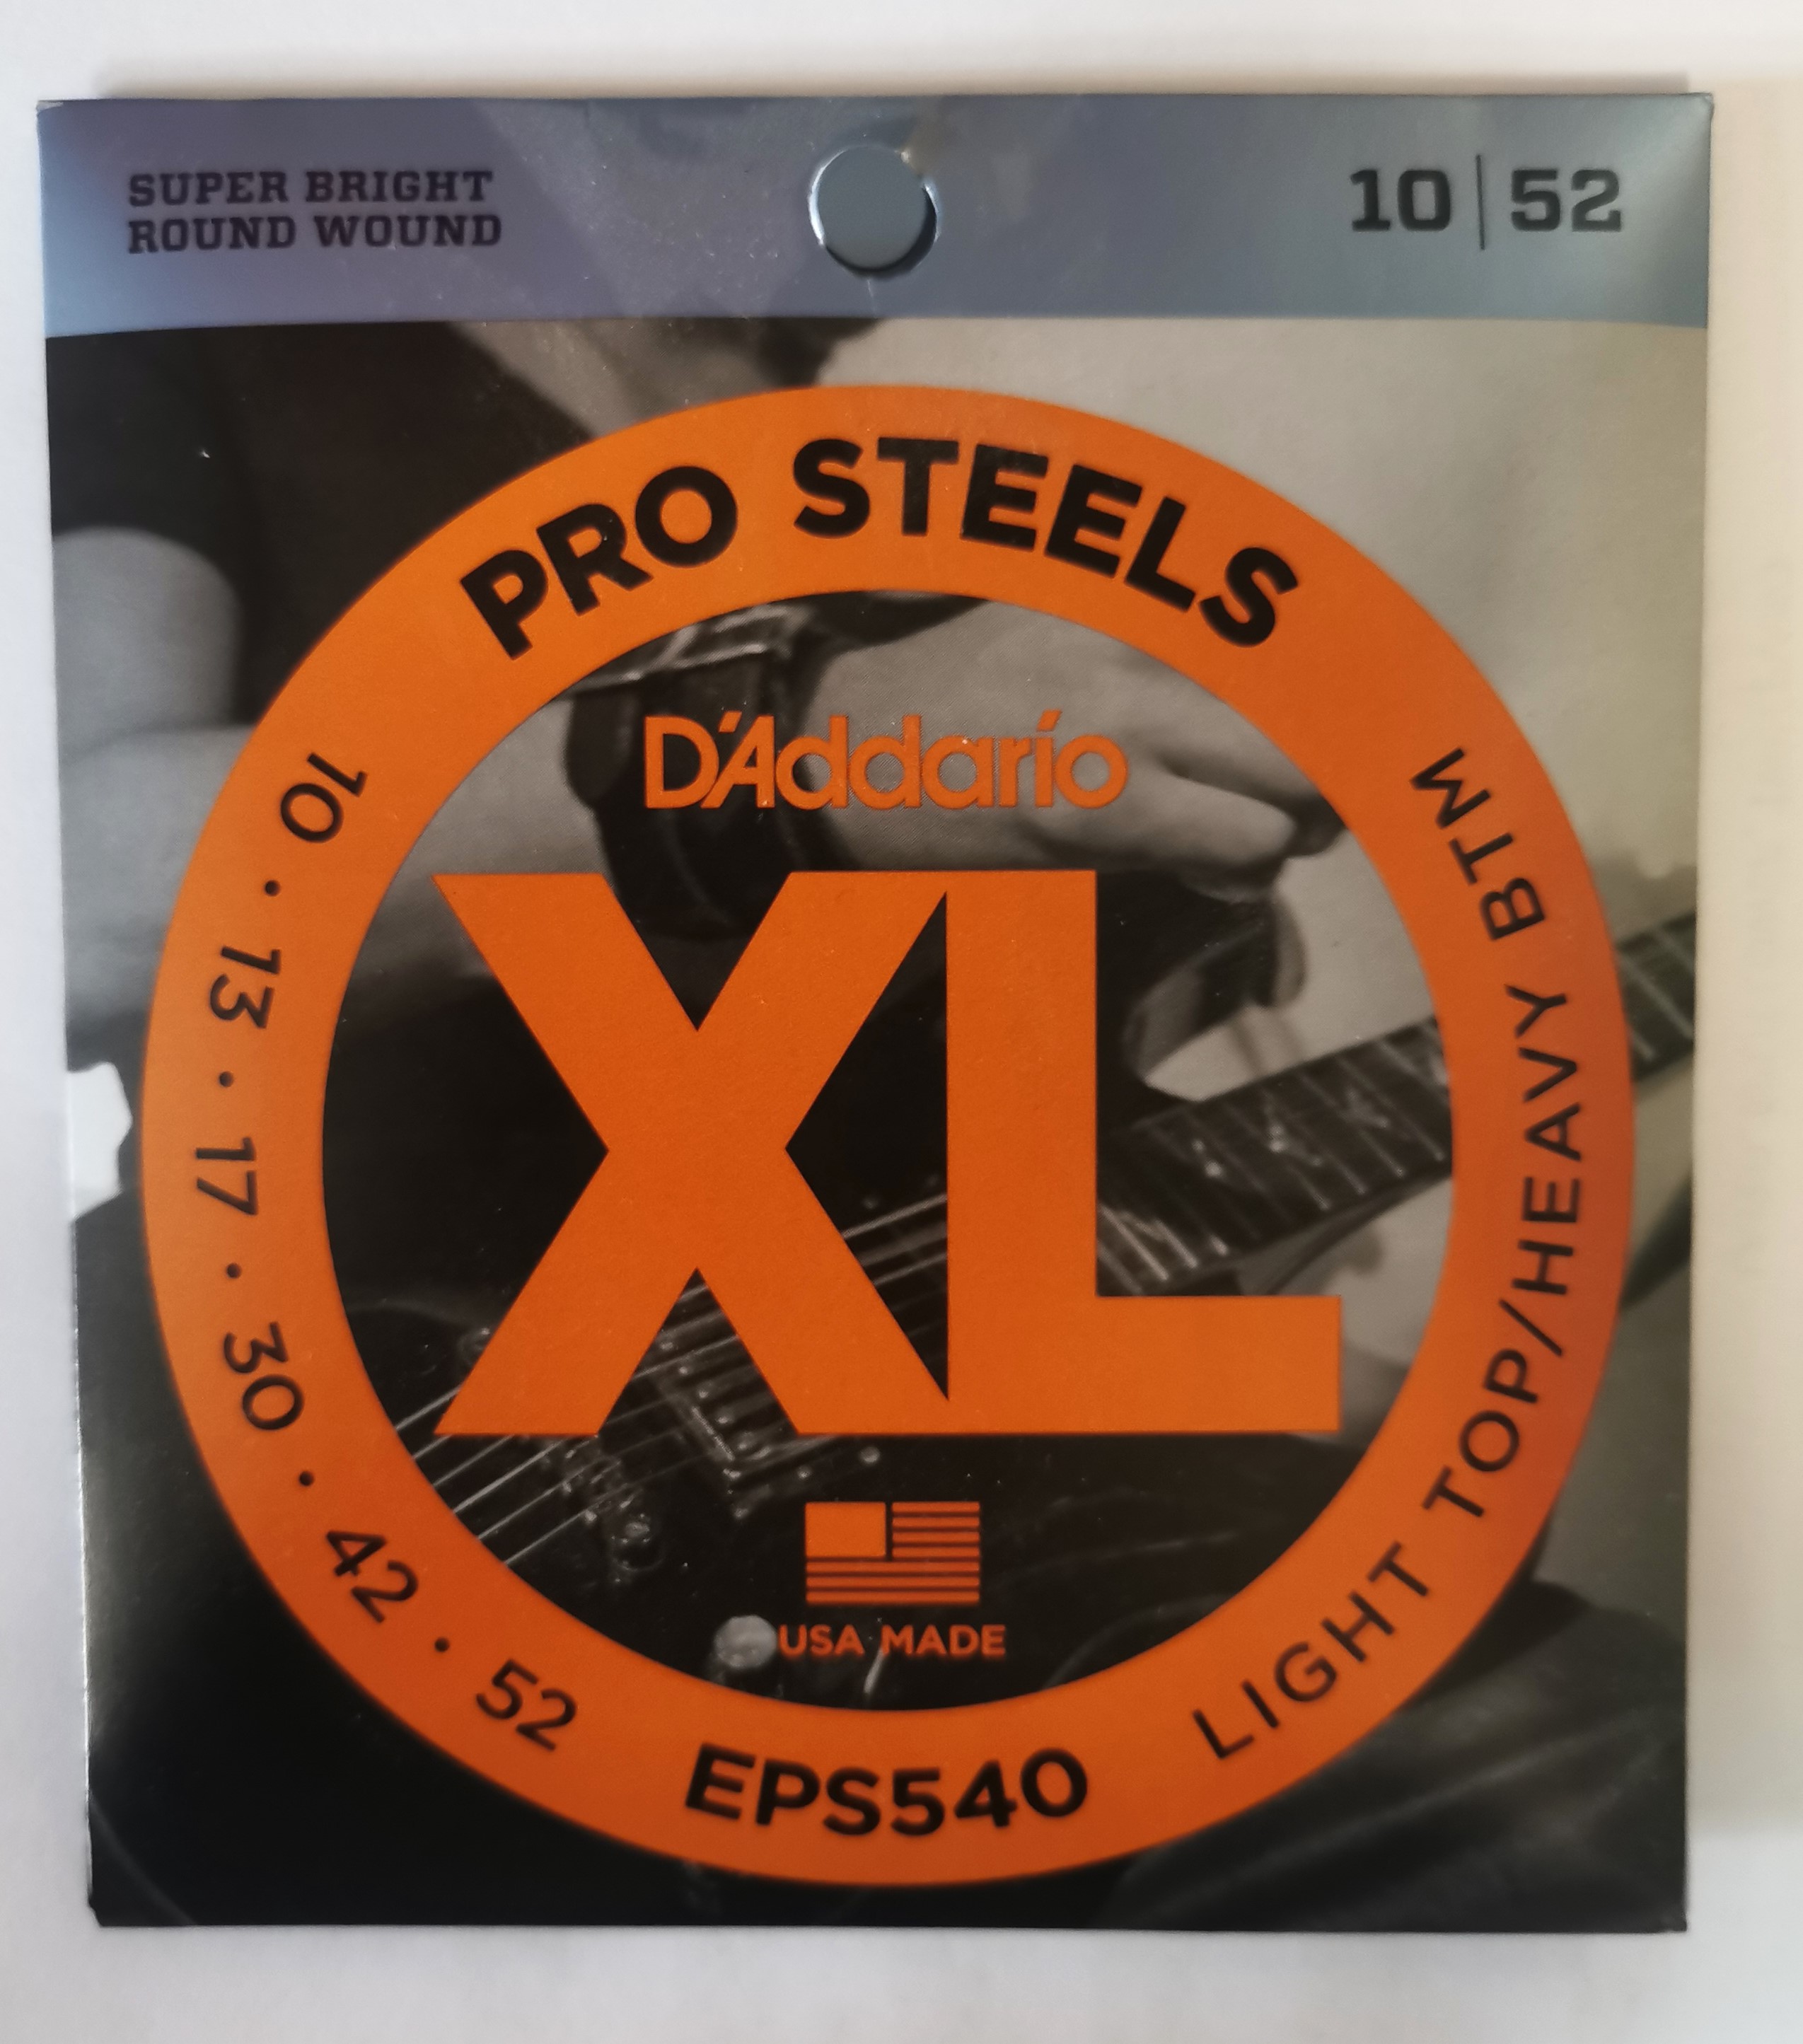 SUPER BRIGHT
ROUND WOUND
10 | 52
PRO STEELS
D'Addario
XL
USA MADE
10 · 13 · 17 · 30 · 42 · 52
EPS540
LIGHT TOP/HEAVY BTM